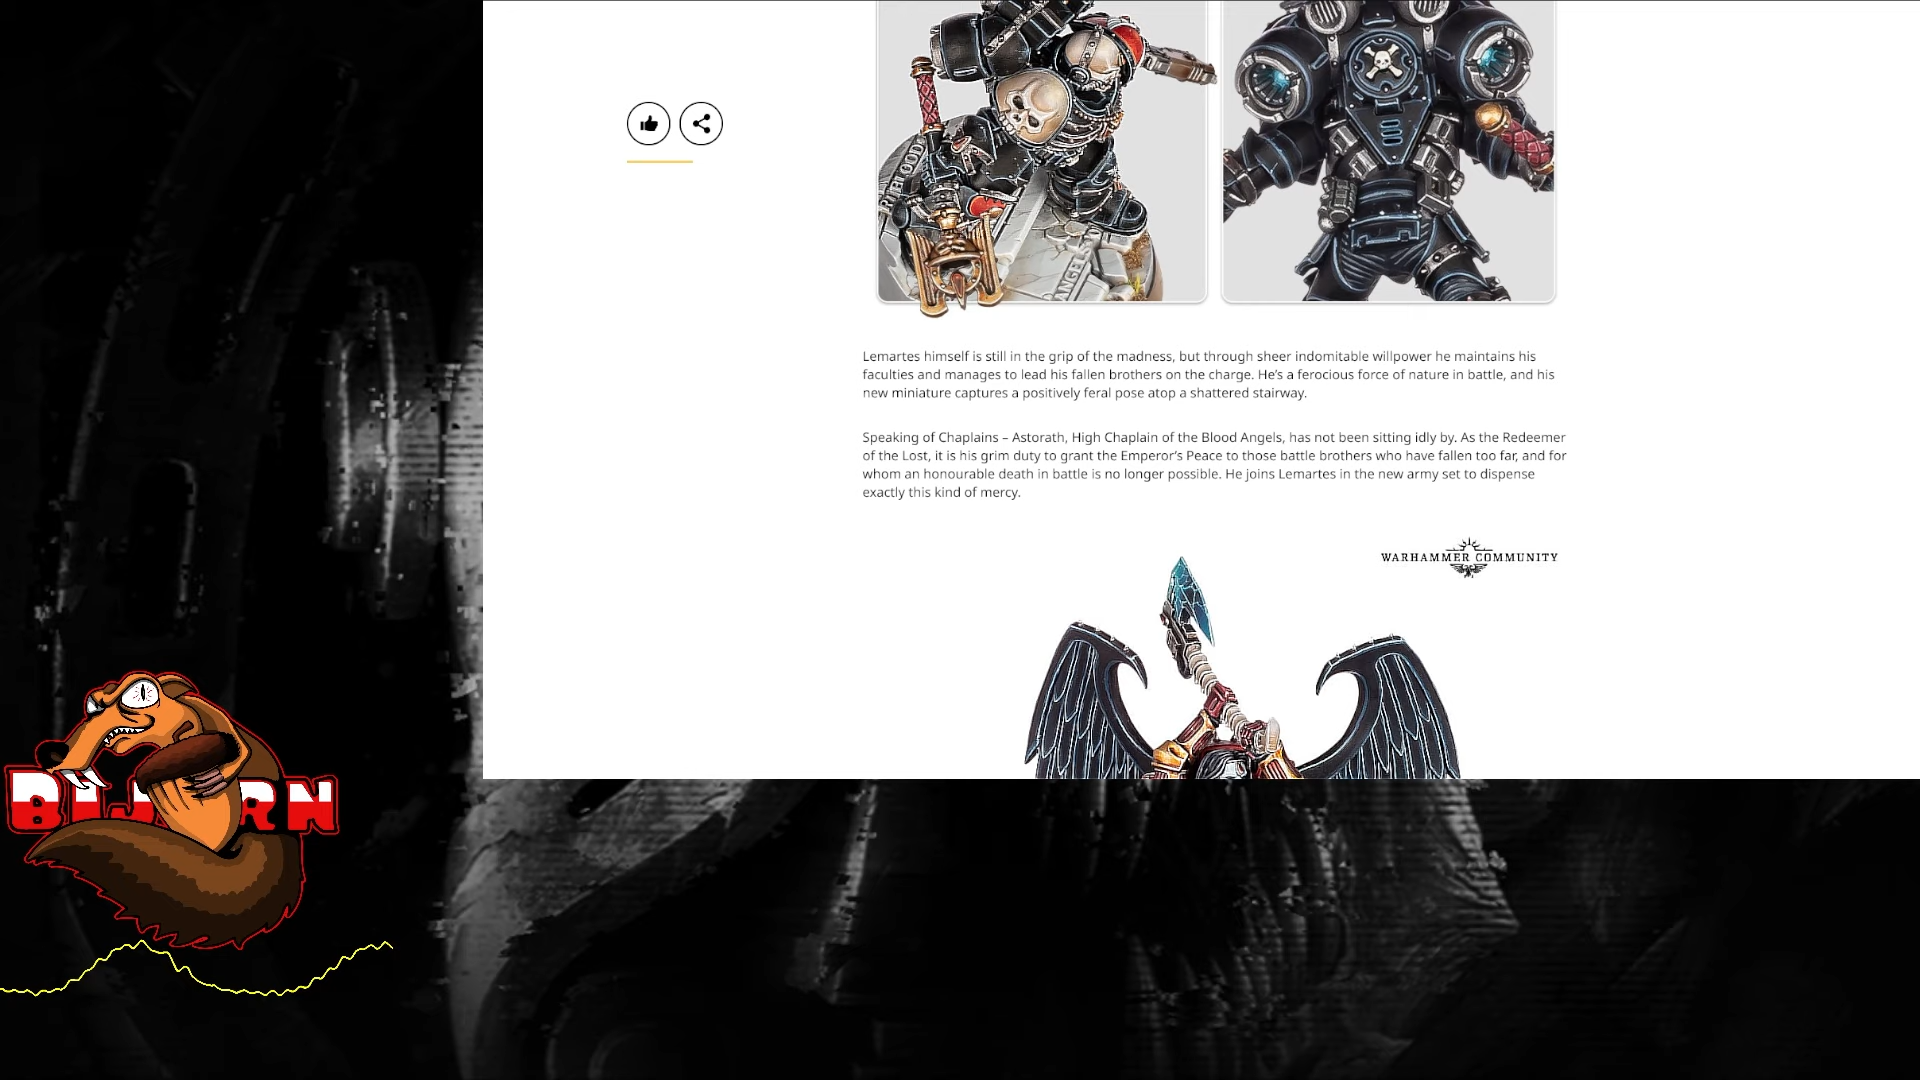 RTH BLOOD
ANGELS
Lemartes himself is still in the grip of the madness, but through sheer indomitable willpower he maintains his
faculties and manages to lead his fallen brothers on the charge. He's a ferocious force of nature in battle, and his
new miniature captures a positively feral pose atop a shattered stairway.
Speaking of Chaplains – Astorath, High Chaplain of the Blood Angels, has not been sitting idly by. As the Redeemer
of the Lost, it is his grim duty to grant the Emperor's Peace to those battle brothers who have fallen too far, and for
whom an honourable death in battle is no longer possible. He joins Lemartes in the new army set to dispense
exactly this kind of mercy.
WARHAMMER COMMUNITY